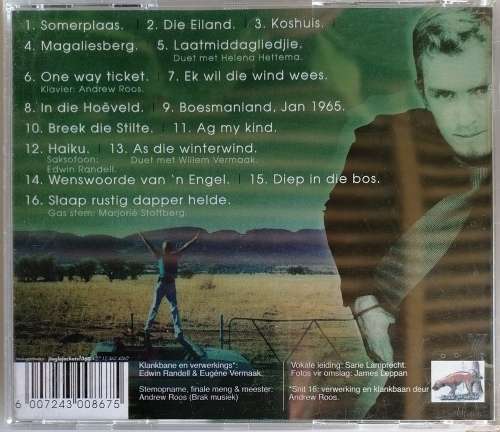 1. Somerplaas. | 2. Die Eiland. | 3. Koshuis.
4. Magaliesberg. | 5. Laatmiddagliedjie.
Duet met Helena Hettema.
6. One way ticket. | 7. Ek wil die wind wees.
Klavier: Andrew Roos.
8. In die Hoëveld. | 9. Boesmanland, Jan 1965.
10. Breek die Stilte. | 11. Ag my kind.
12. Haiku. | 13. As die winterwind.
Saksofoon: Duet met Willem Vermaak.
Edwin Randell.
14. Wenswoorde van 'n Engel. | 15. Diep in die bos.
16. Slaap rustig dapper helde.
Gas stem: Marjorié Stoltberg.
Klankbane en verwerkings*:
Edwin Randell & Eugéne Vermaak.
Stemopname, finale meng & meester:
Andrew Roos (Brak musiek)
Vokale leiding: Sarie Lamprecht.
Fotos vir omslag: James Leppan
*Snit 16: verwerking en klankbaan deur
Andrew Roos.
6 007243 008675